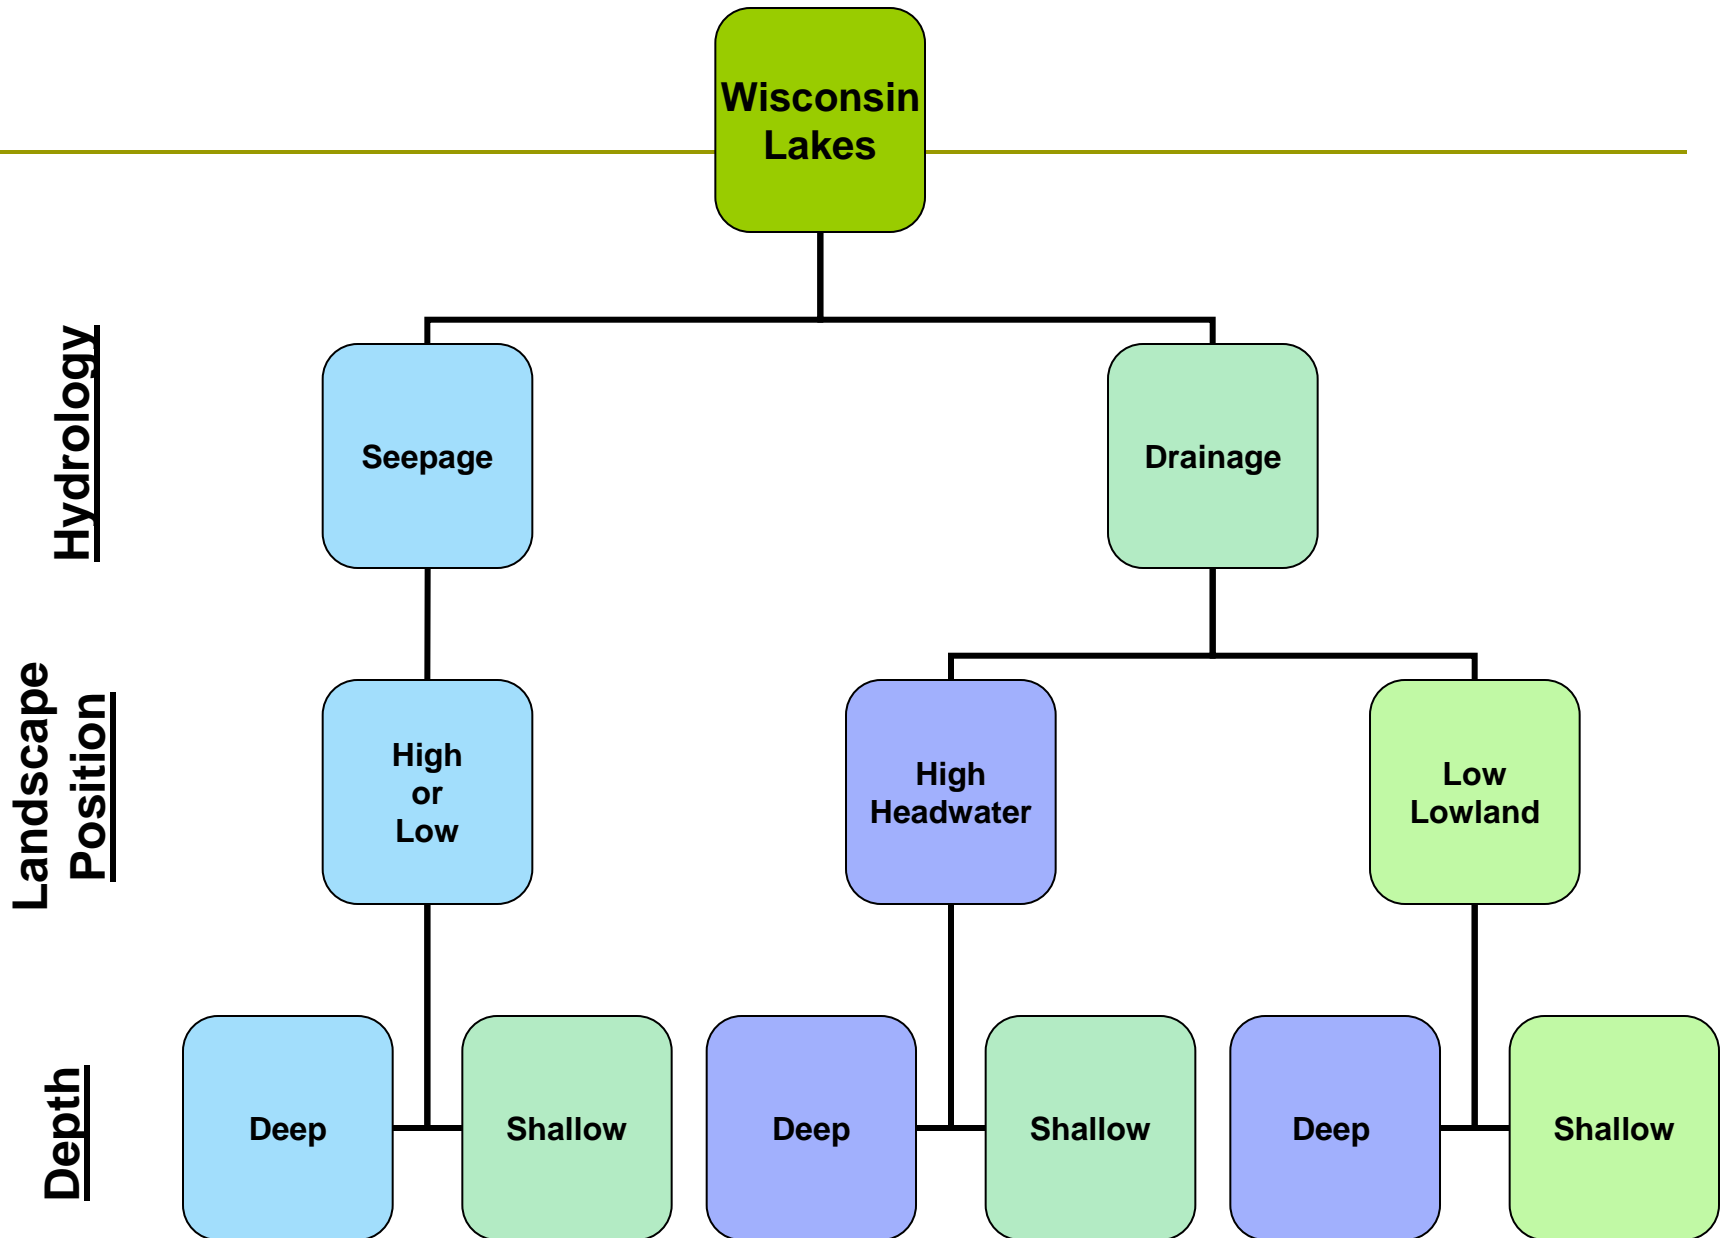 Wisconsin
Lakes
Hydrology
Seepage
Drainage
Landscape
Position
High
or
Low
High
Headwater
Low
Lowland
Depth
Deep
Shallow
Deep
Shallow
Deep
Shallow